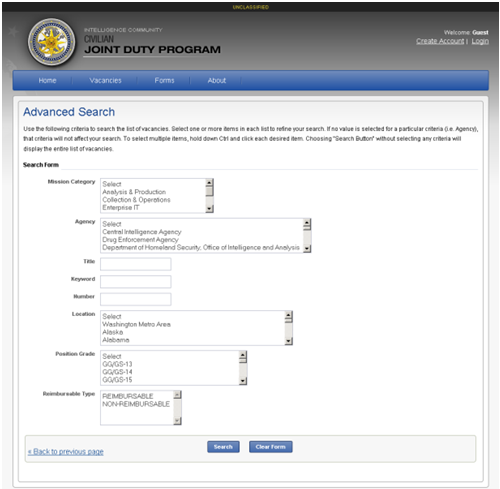 UNCLASSIFIED
INTELLIGENCE COMMUNITY
CIVILIAN
JOINT DUTY PROGRAM
Welcome Guest
Create Account | Login
Home Vacancies Forms About
Advanced Search
Use the following criteria to search the list of vacancies. Select one or more items in each list to refine your search. If no value is selected for a particular criteria (i.e. Agency),
that criteria will not affect your search. To select multiple items, hold down Ctrl and click each desired item. Choosing "Search Button" without selecting any criteria will
display the entire list of vacancies.
Search Form
Mission Category
Select
Analysis & Production
Collection & Operations
Enterprise IT
Agency
Select
Central Intelligence Agency
Drug Enforcement Agency
Department of Homeland Security, Office of Intelligence and Analysis
Title
Keyword
Number
Location
Select
Washington Metro Area
Alaska
Alabama
Position Grade
Select
GG/GS-13
GG/GS-14
GG/GS-15
Reimbursable Type
REIMBURSABLE
NON-REIMBURSABLE
« Back to previous page
Search
Clear Form